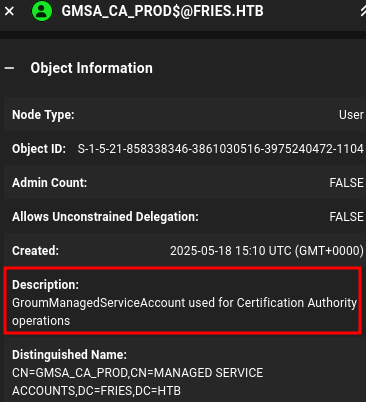 × GMSA_CA_PROD$@FRIES.HTB
Object Information
Node Type: User
Object ID: S-1-5-21-858338346-3861030516-3975240472-1104
Admin Count: FALSE
Allows Unconstrained Delegation: FALSE
Created: 2025-05-18 15:10 UTC (GMT+0000)
Description:
GroumManagedServiceAccount used for Certification Authority
operations
Distinguished Name:
CN=GMSA_CA_PROD,CN=MANAGED SERVICE
ACCOUNTS,DC=FRIES,DC=HTB